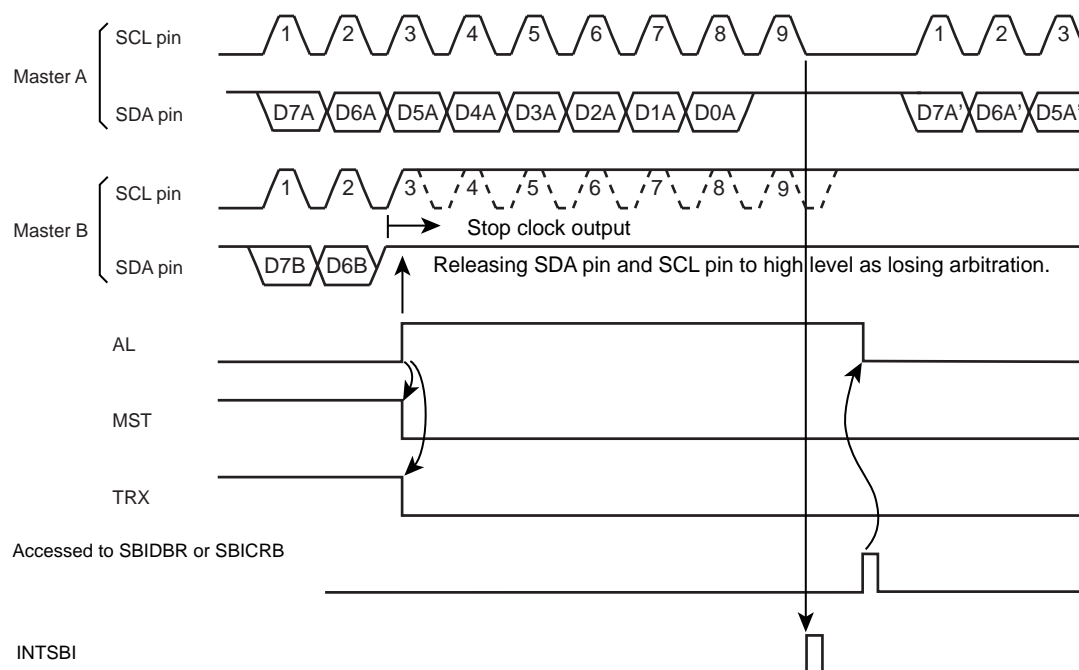 SCL pin 1 2 3 4 5 6 7 8 9 1 2 3
Master A
SDA pin D7A D6A D5A D4A D3A D2A D1A D0A D7A' D6A' D5A'
SCL pin 1 2 3 4 5 6 7 8 9
Master B
Stop clock output
SDA pin D7B D6B
Releasing SDA pin and SCL pin to high level as losing arbitration.
AL
MST
TRX
Accessed to SBIDBR or SBICRB
INTSBI